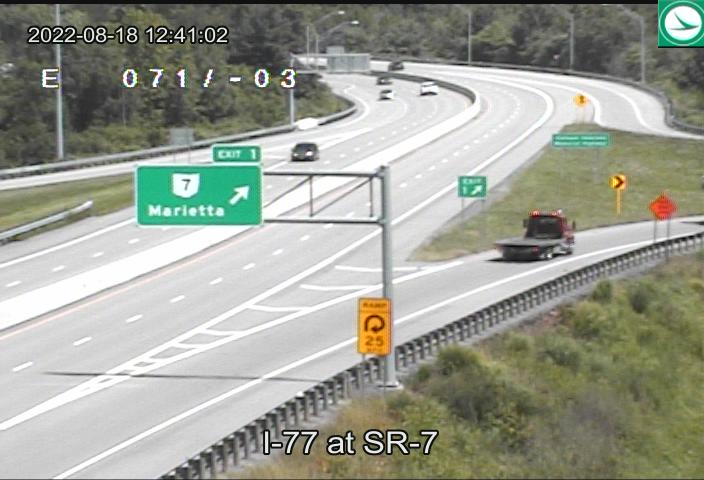 2022-08-18 12:41:02
E 071/-03
EXIT 1
7
Marietta
EXIT
1
RAMP
25
I-77 at SR-7